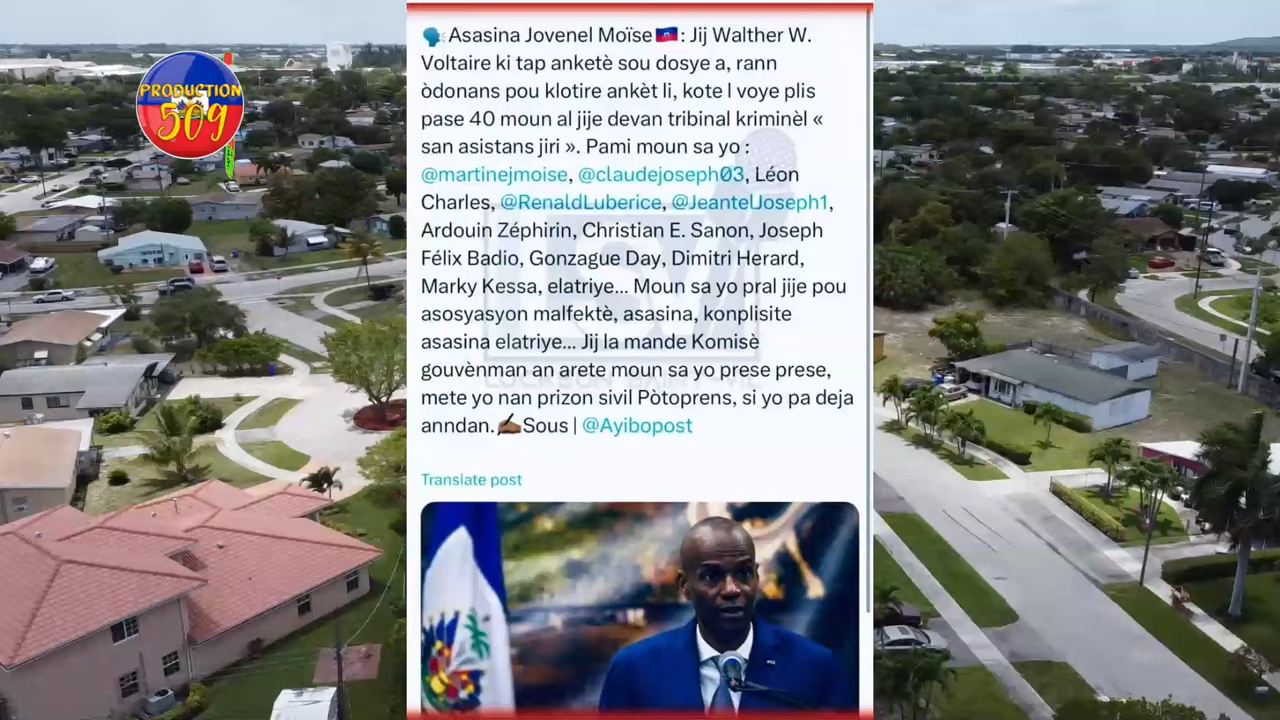 PRODUCTION
509
🗣️Asasina Jovenel Moïse🇭🇹: Jij Walther W.
Voltaire ki tap anketè sou dosye a, rann
òdonans pou klotire ankèt li, kote l voye plis
pase 40 moun al jije devan tribinal kriminèl «
san asistans jiri ». Pami moun sa yo :
@martinejmoise, @claudejoseph03, Léon
Charles, @RenaldLuberice, @JeantelJoseph1,
Ardouin Zéphirin, Christian E. Sanon, Joseph
Félix Badio, Gonzague Day, Dimitri Herard,
Marky Kessa, elatriye... Moun sa yo pral jije pou
asosyasyon malfektè, asasina, konplisite
asasina elatriye... Jij la mande Komisè
gouvènman an arete moun sa yo prese prese,
mete yo nan prizon sivil Pòtoprens, si yo pa deja
anndan.✍🏾Sous | @Ayibopost
Translate post